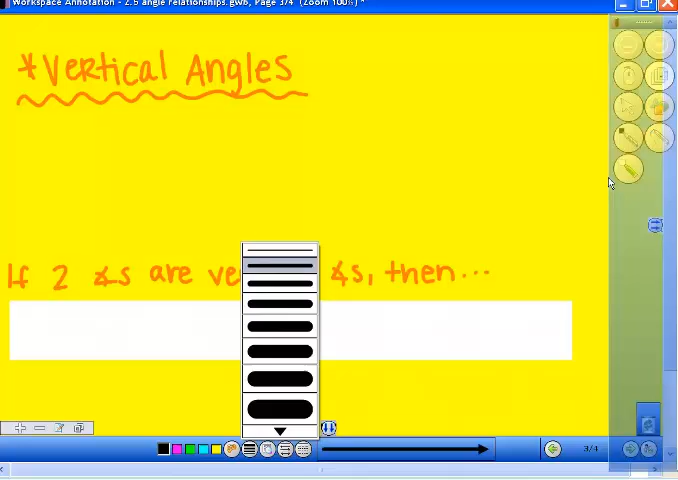 Workspace Annotation - 2.5 angle relationships.gwb, Page 3/4 (Zoom 100%) *
*Vertical Angles
If 2 ∡s are ve ∡s, then...
3/4